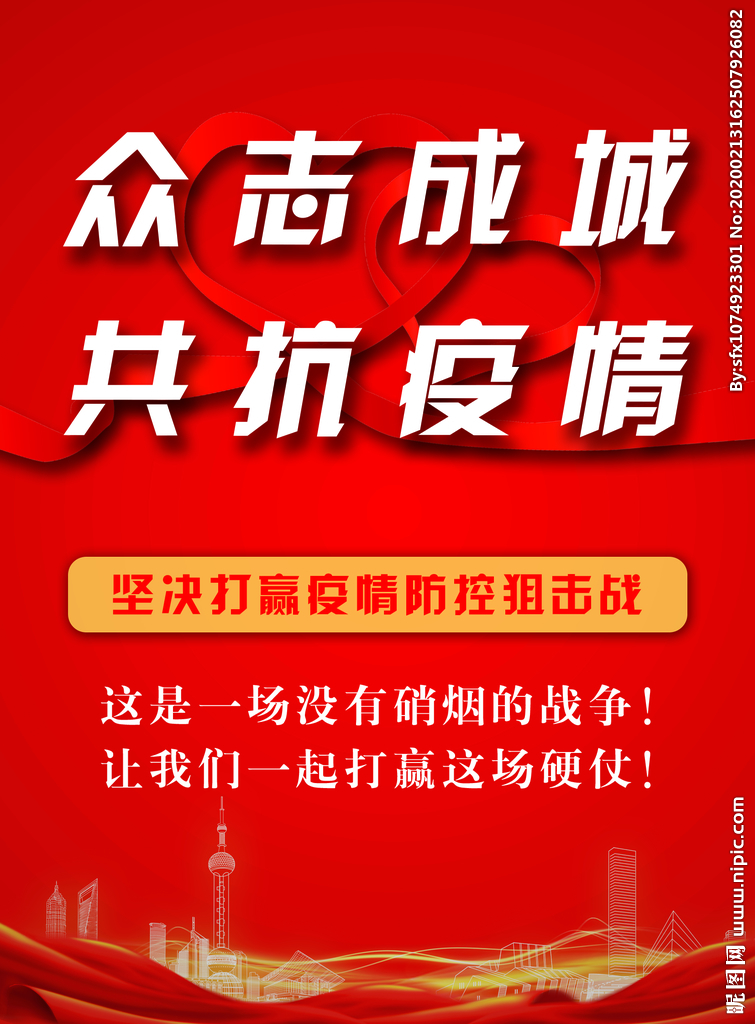 众志成城
共抗疫情
坚决打赢疫情防控狙击战
这是一场没有硝烟的战争！
让我们一起打赢这场硬仗！
By:sfx1074923301 No:20200213162507926082
昵图网 www.nipic.com